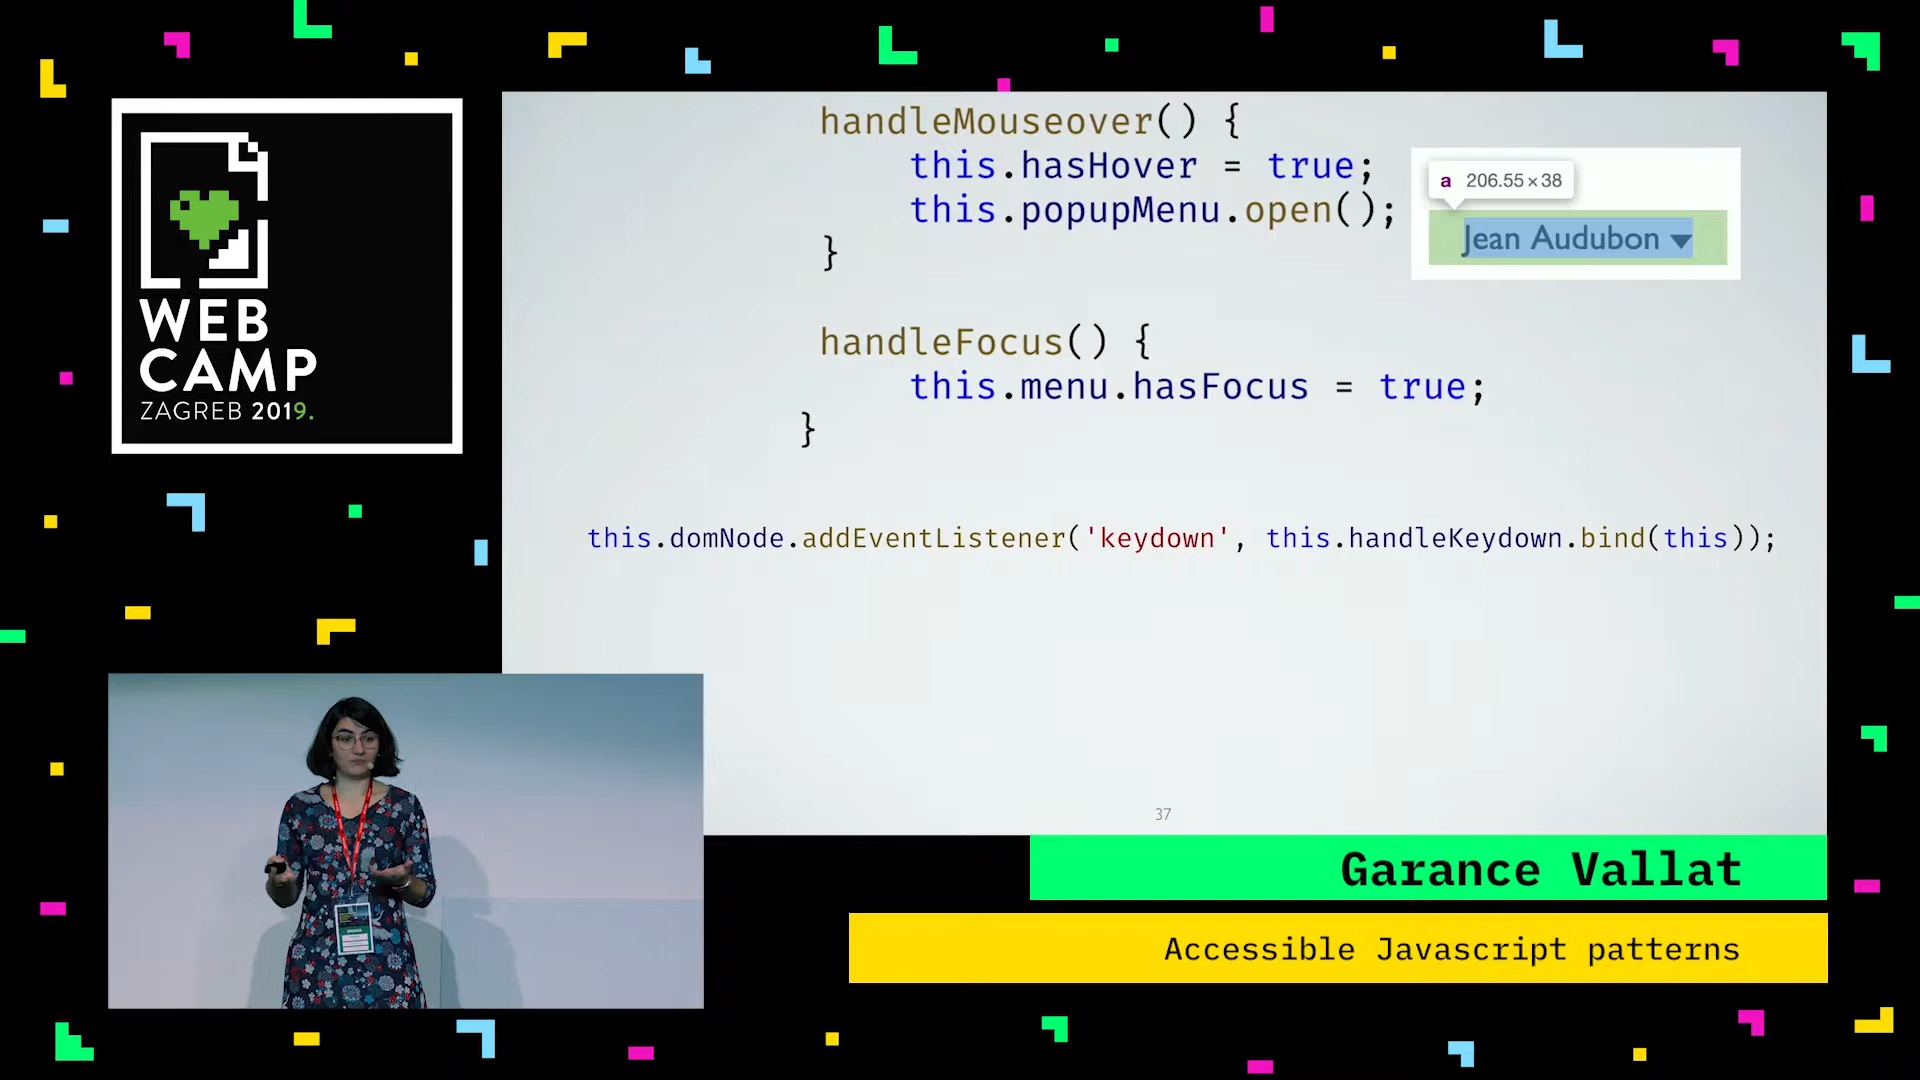 WEB
CAMP
ZAGREB 2019.
handleMouseover() {
this.hasHover = true;
this.popupMenu.open();
}
a 206.55×38
Jean Audubon ▼
handleFocus() {
this.menu.hasFocus = true;
}
this.domNode.addEventListener('keydown', this.handleKeydown.bind(this));
37
Garance Vallat
Accessible Javascript patterns